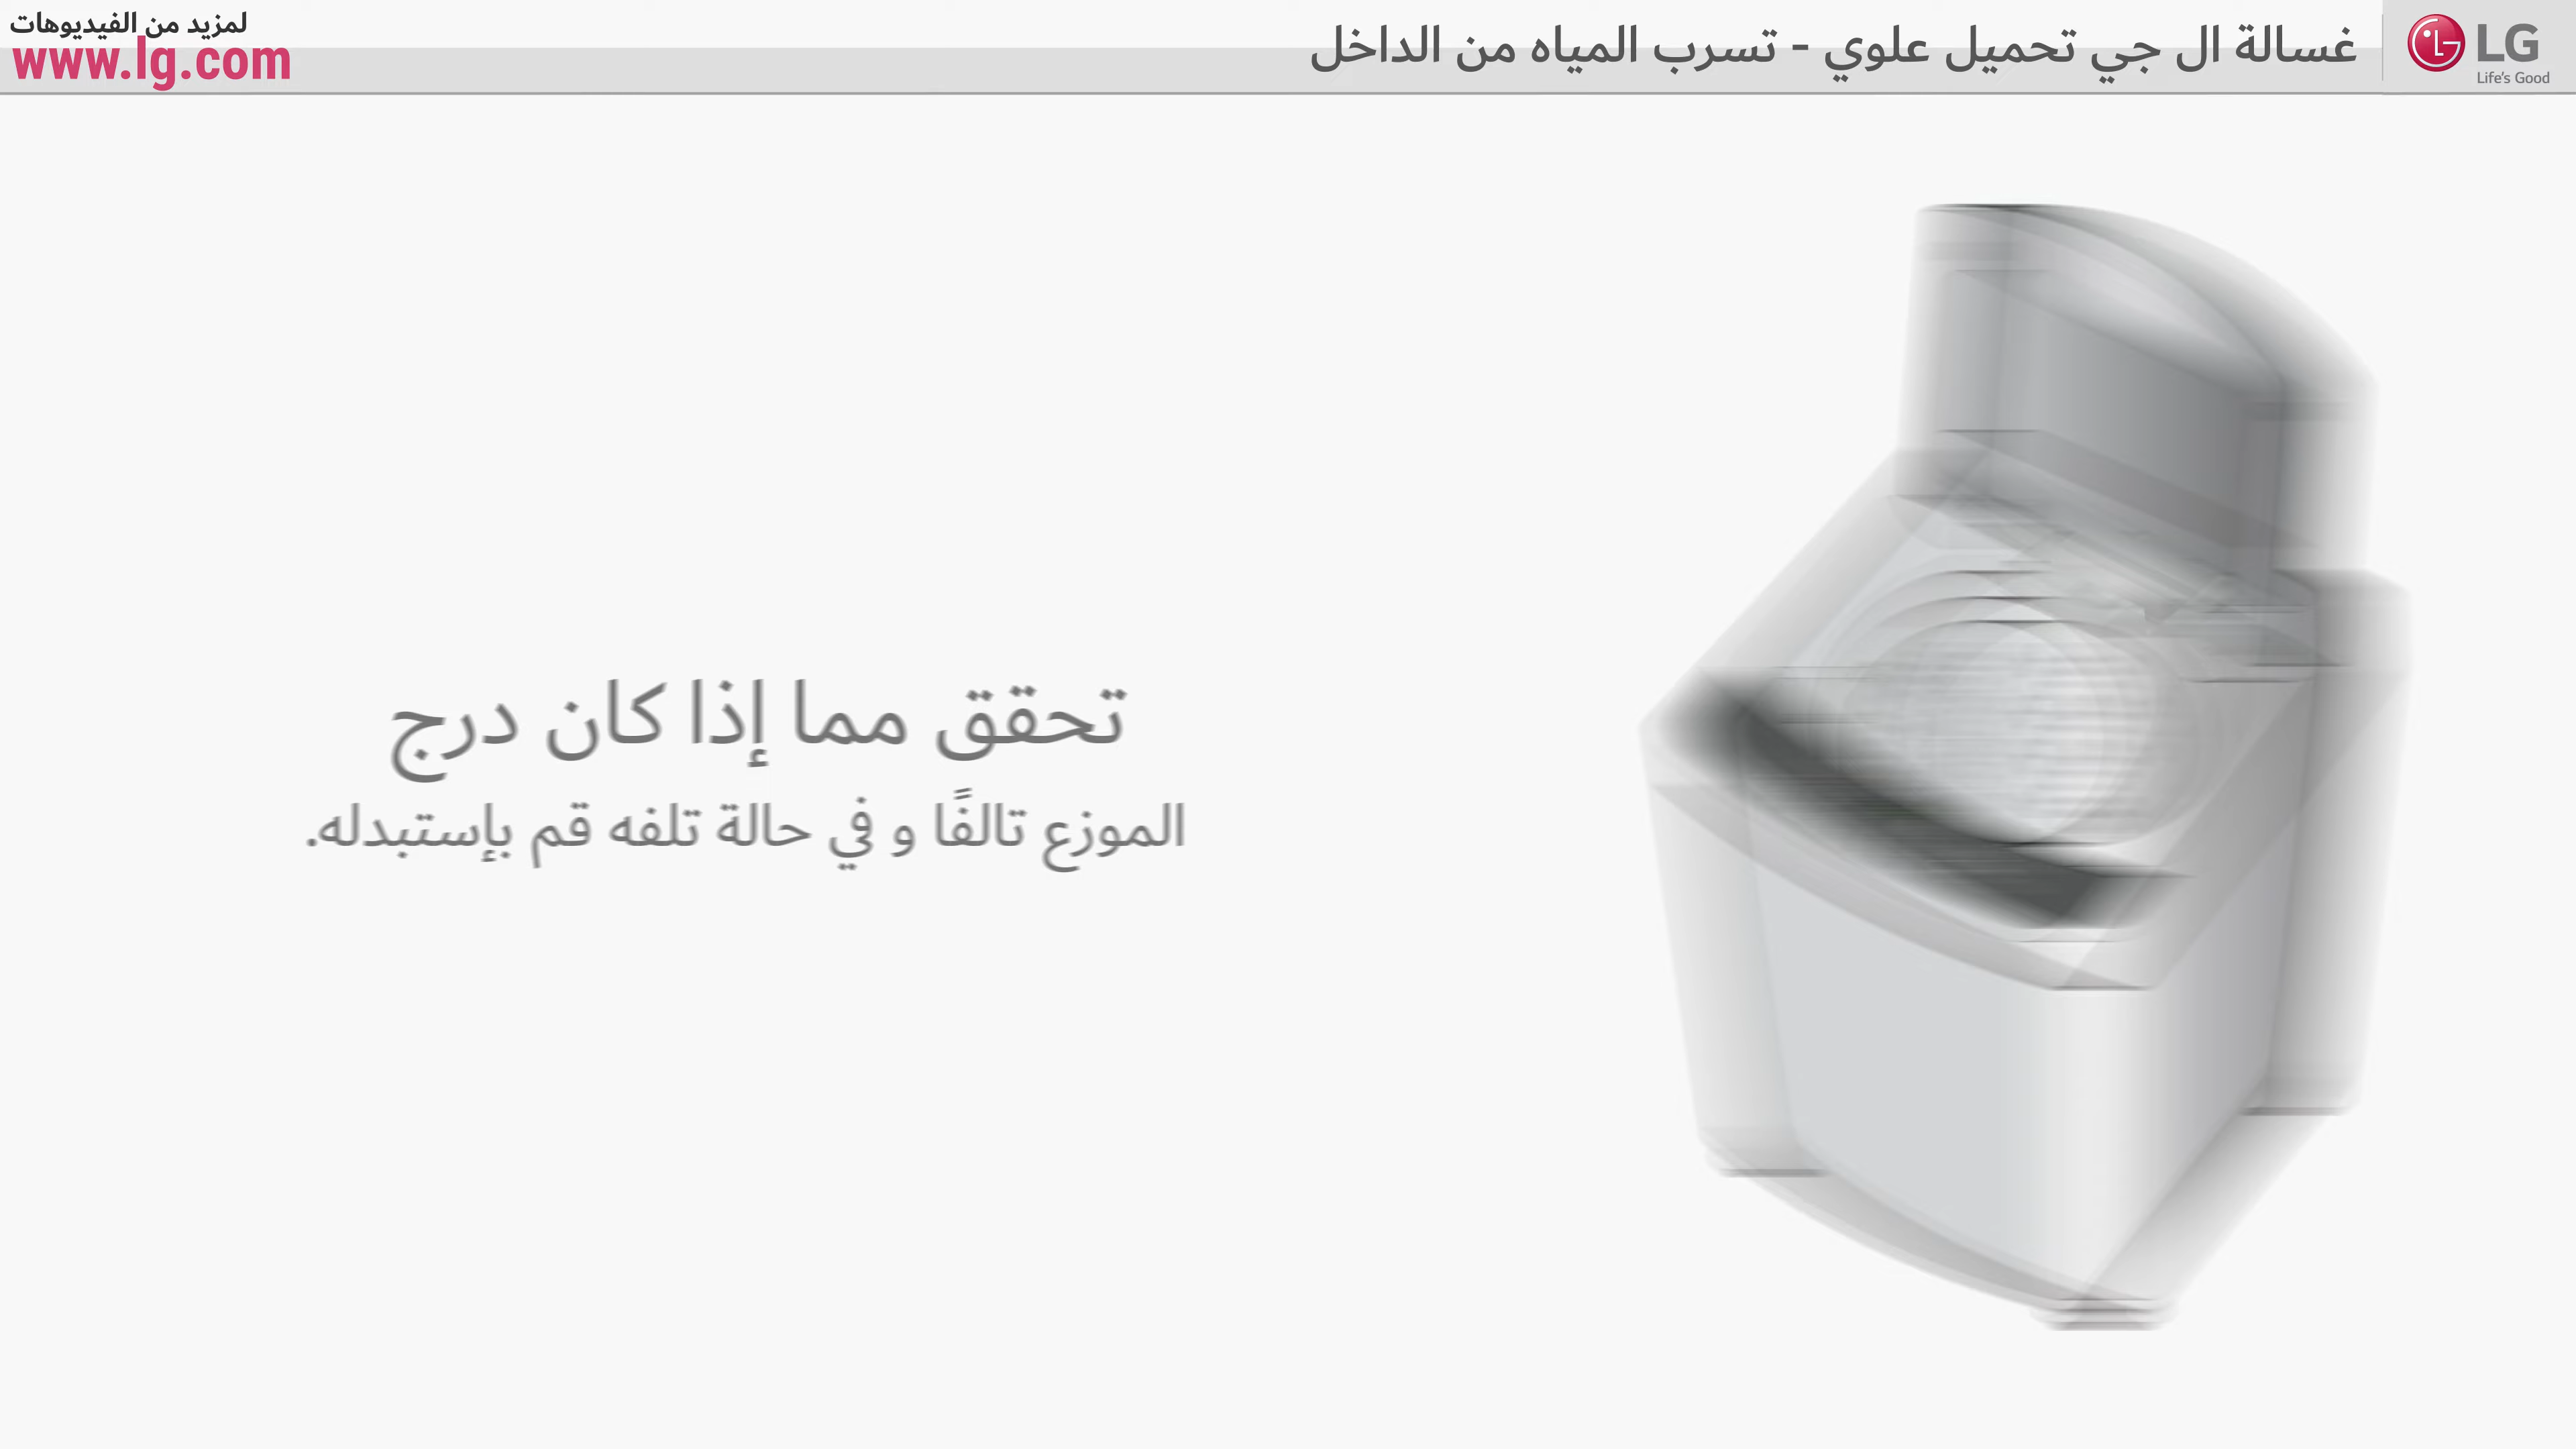 لمزيد من الفيديوهات
www.lg.com
غسالة ال جي تحميل علوي - تسرب المياه من الداخل
LG
Life's Good
تحقق مما إذا كان درج
الموزع تالفًا و في حالة تلفه قم بإستبدله.